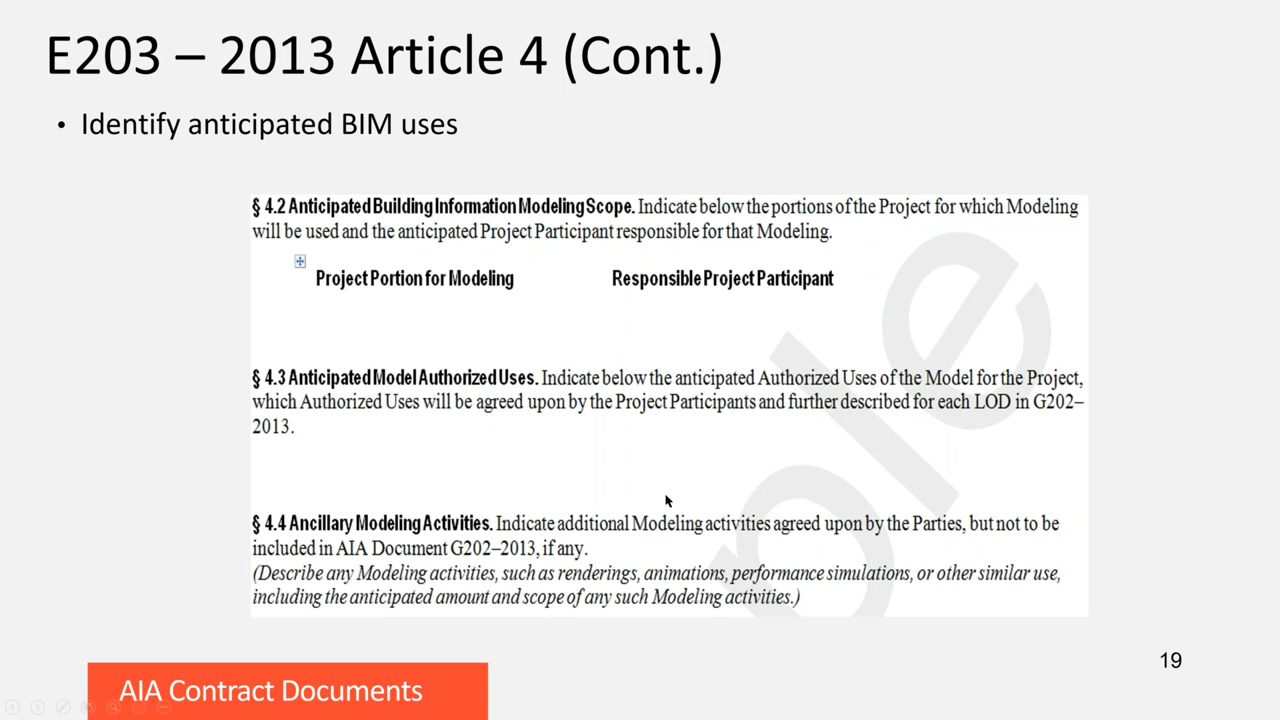 E203 – 2013 Article 4 (Cont.)
• Identify anticipated BIM uses
§ 4.2 Anticipated Building Information Modeling Scope. Indicate below the portions of the Project for which Modeling
will be used and the anticipated Project Participant responsible for that Modeling.
Project Portion for Modeling Responsible Project Participant
§ 4.3 Anticipated Model Authorized Uses. Indicate below the anticipated Authorized Uses of the Model for the Project,
which Authorized Uses will be agreed upon by the Project Participants and further described for each LOD in G202–
2013.
§ 4.4 Ancillary Modeling Activities. Indicate additional Modeling activities agreed upon by the Parties, but not to be
included in AIA Document G202–2013, if any.
(Describe any Modeling activities, such as renderings, animations, performance simulations, or other similar use,
including the anticipated amount and scope of any such Modeling activities.)
ple
19
AIA Contract Documents